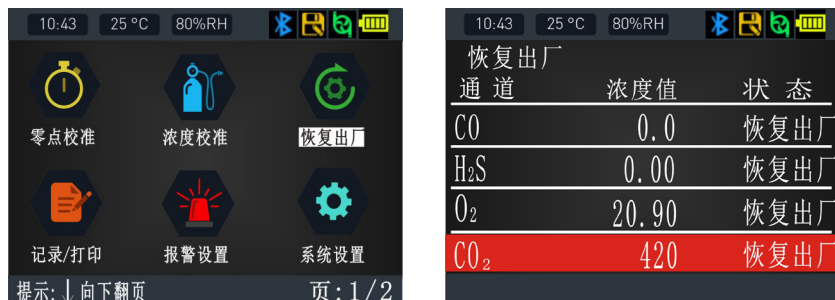 10:43 25℃ 80%RH
零点校准 浓度校准 恢复出厂
记录/打印 报警设置 系统设置
提示:↓向下翻页 页:1/2
10:43 25℃ 80%RH
恢复出厂
通 道 浓度值 状 态
CO 0.0 恢复出厂
H₂S 0.00 恢复出厂
O₂ 20.90 恢复出厂
CO₂ 420 恢复出厂